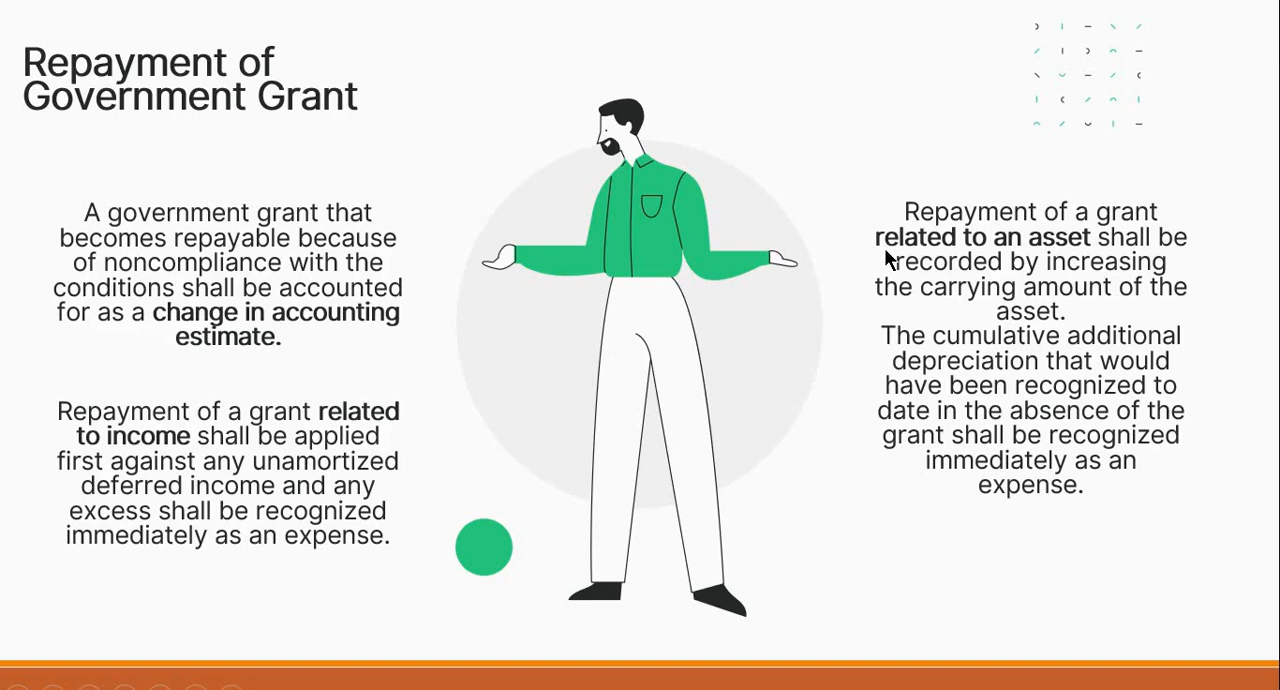 Repayment of
Government Grant
A government grant that
becomes repayable because
of noncompliance with the
conditions shall be accounted
for as a change in accounting
estimate.
Repayment of a grant related
to income shall be applied
first against any unamortized
deferred income and any
excess shall be recognized
immediately as an expense.
Repayment of a grant
related to an asset shall be
recorded by increasing
the carrying amount of the
asset.
The cumulative additional
depreciation that would
have been recognized to
date in the absence of the
grant shall be recognized
immediately as an
expense.